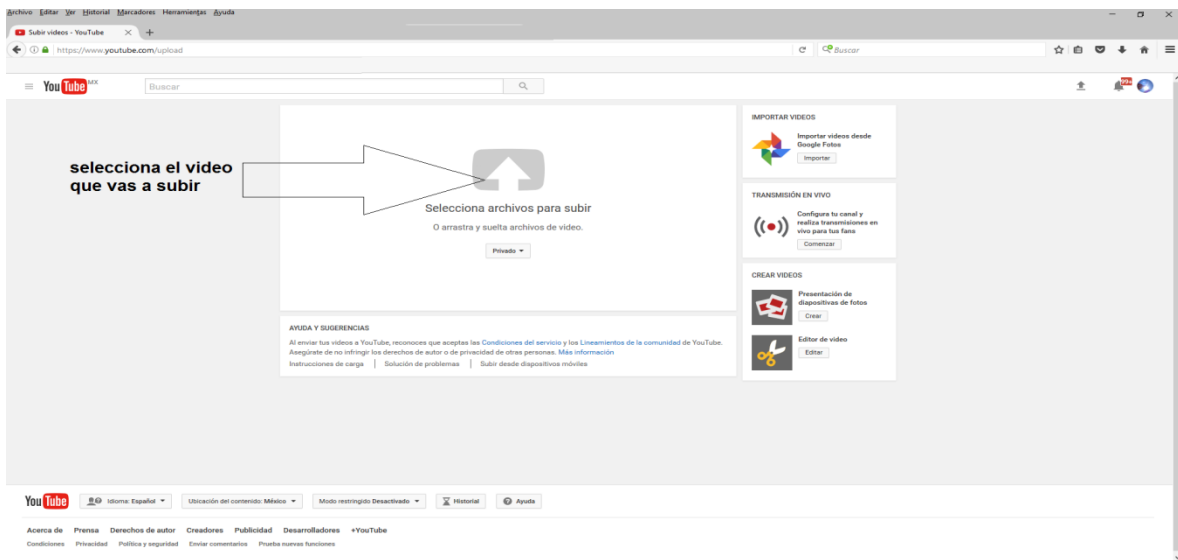 Archivo Editar Ver Historial Marcadores Herramientas Ayuda
Subir videos - YouTube
https://www.youtube.com/upload
Buscar
You Tube MX
Buscar
99+
selecciona el video
que vas a subir
Selecciona archivos para subir
O arrastra y suelta archivos de video.
Privado
IMPORTAR VIDEOS
Importar videos desde
Google Fotos
Importar
TRANSMISIÓN EN VIVO
Configura tu canal y
realiza transmisiones en
vivo para tus fans
Comenzar
CREAR VIDEOS
Presentación de
diapositivas de fotos
Crear
Editor de video
Editar
AYUDA Y SUGERENCIAS
Al enviar tus videos a YouTube, reconoces que aceptas las Condiciones del servicio y los Lineamientos de la comunidad de YouTube.
Asegúrate de no infringir los derechos de autor o de privacidad de otras personas. Más información
Instrucciones de carga | Solución de problemas | Subir desde dispositivos móviles
You Tube
Idioma: Español
Ubicación del contenido: México
Modo restringido Desactivado
Historial
Ayuda
Acerca de Prensa Derechos de autor Creadores Publicidad Desarrolladores +YouTube
Condiciones Privacidad Política y seguridad Enviar comentarios Prueba nuevas funciones